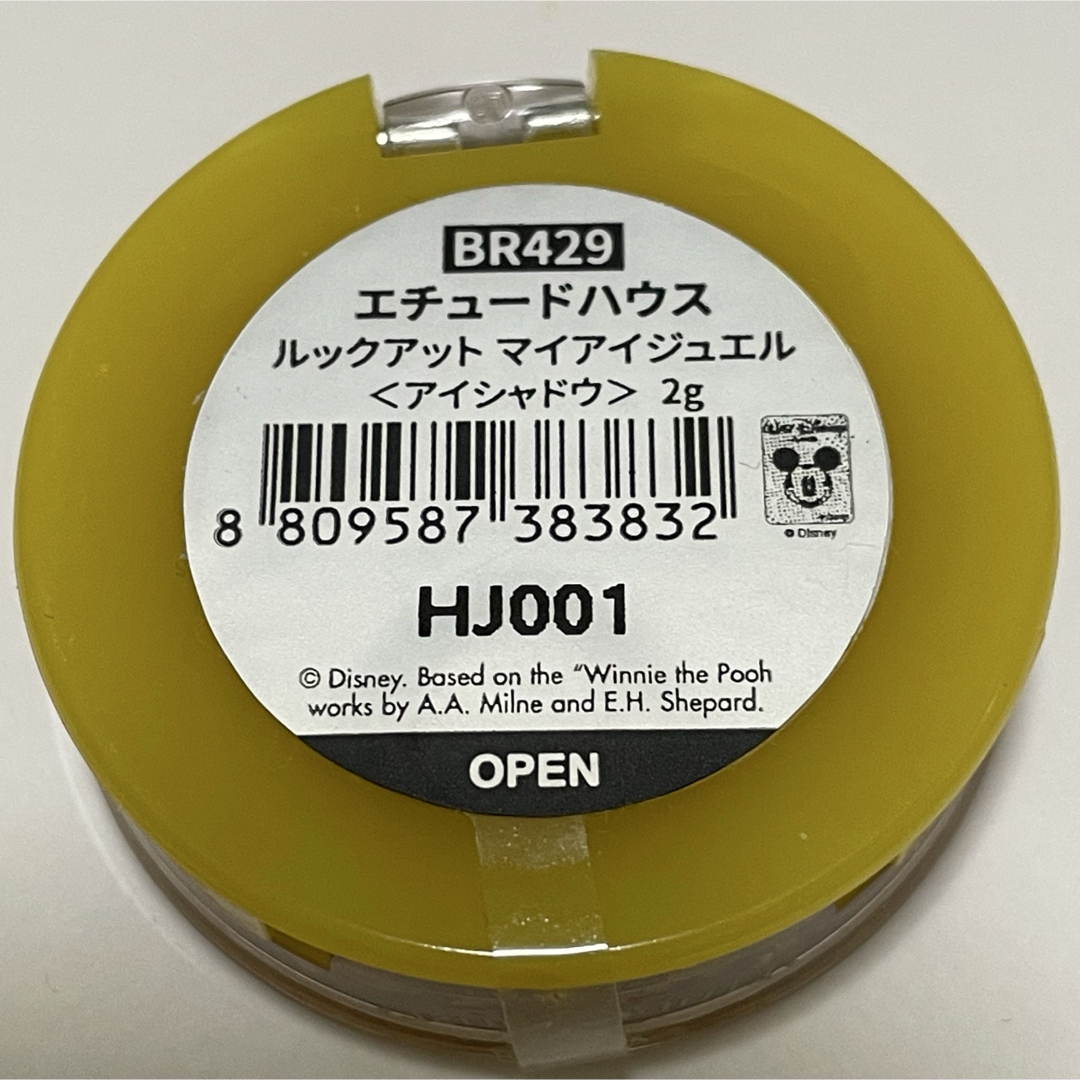 BR429
エチュードハウス
ルックアット マイアイジュエル
＜アイシャドウ＞ 2g
8 809587 383832
© Disney
HJ001
© Disney. Based on the “Winnie the Pooh
works by A.A. Milne and E.H. Shepard.
OPEN